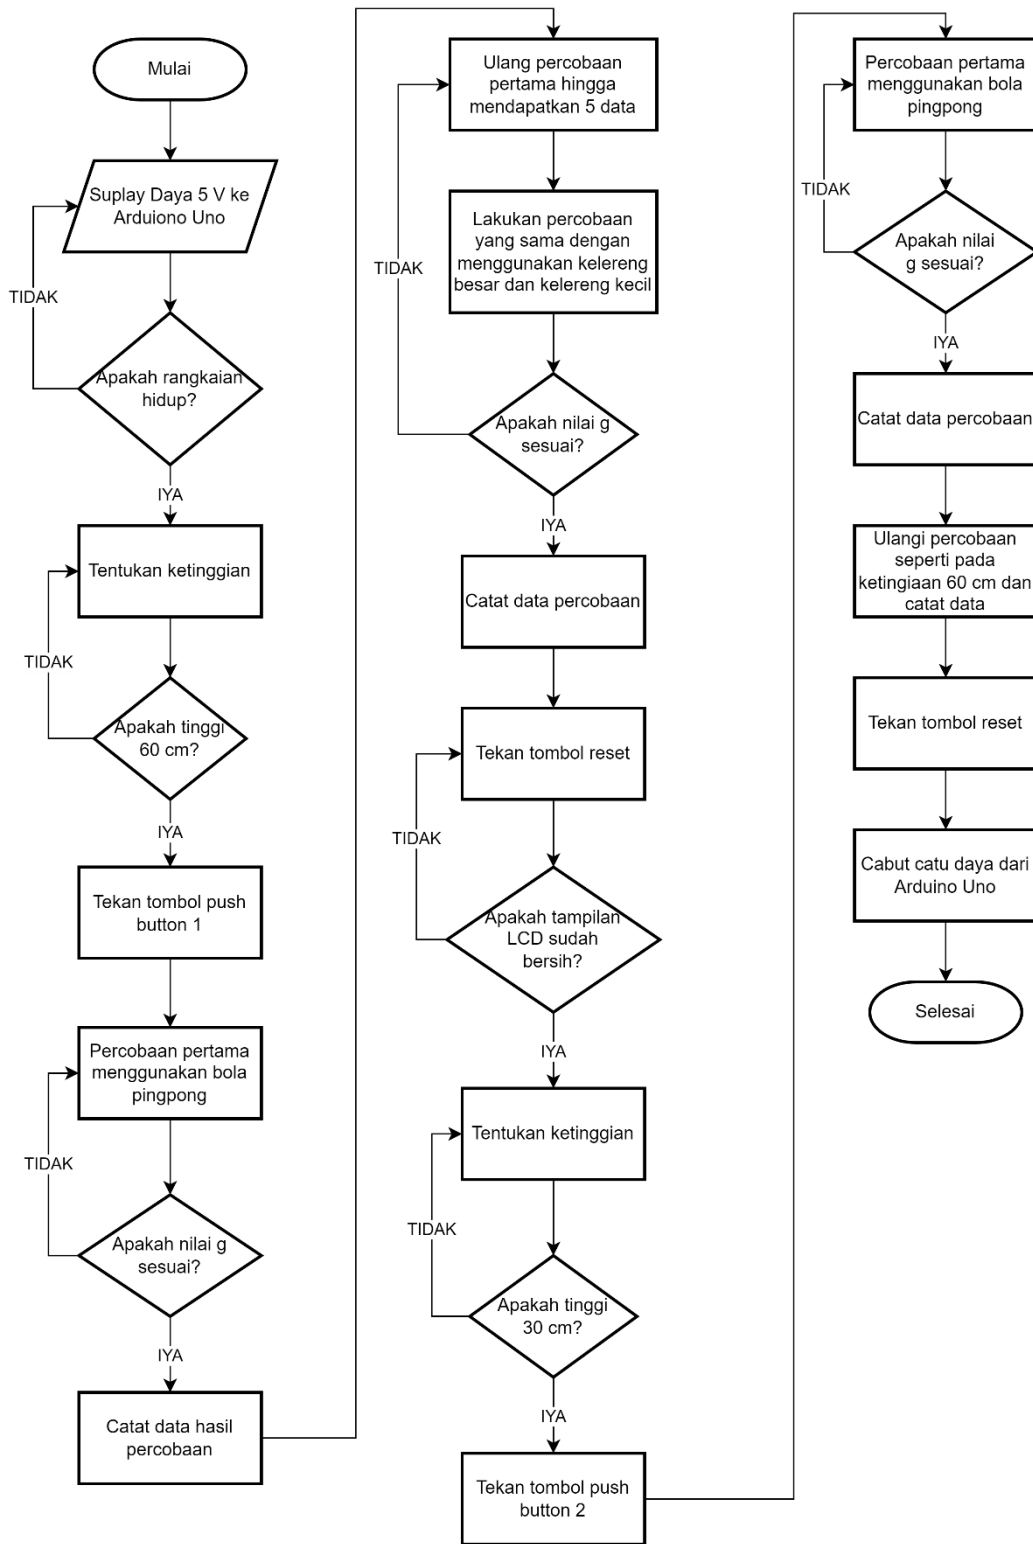 Mulai
Suplay Daya 5 V ke
Arduiono Uno
TIDAK
Apakah rangkaian
hidup?
IYA
Tentukan ketinggian
TIDAK
Apakah tinggi
60 cm?
IYA
Tekan tombol push
button 1
Percobaan pertama
menggunakan bola
pingpong
TIDAK
Apakah nilai g
sesuai?
IYA
Catat data hasil
percobaan
Ulang percobaan
pertama hingga
mendapatkan 5 data
Lakukan percobaan
yang sama dengan
menggunakan kelereng
besar dan kelereng kecil
TIDAK
Apakah nilai g
sesuai?
IYA
Catat data percobaan
Tekan tombol reset
TIDAK
Apakah tampilan
LCD sudah
bersih?
IYA
Tentukan ketinggian
TIDAK
Apakah tinggi
30 cm?
IYA
Tekan tombol push
button 2
Percobaan pertama
menggunakan bola
pingpong
TIDAK
Apakah nilai
g sesuai?
IYA
Catat data percobaan
Ulangi percobaan
seperti pada
ketingiaan 60 cm dan
catat data
Tekan tombol reset
Cabut catu daya dari
Arduino Uno
Selesai